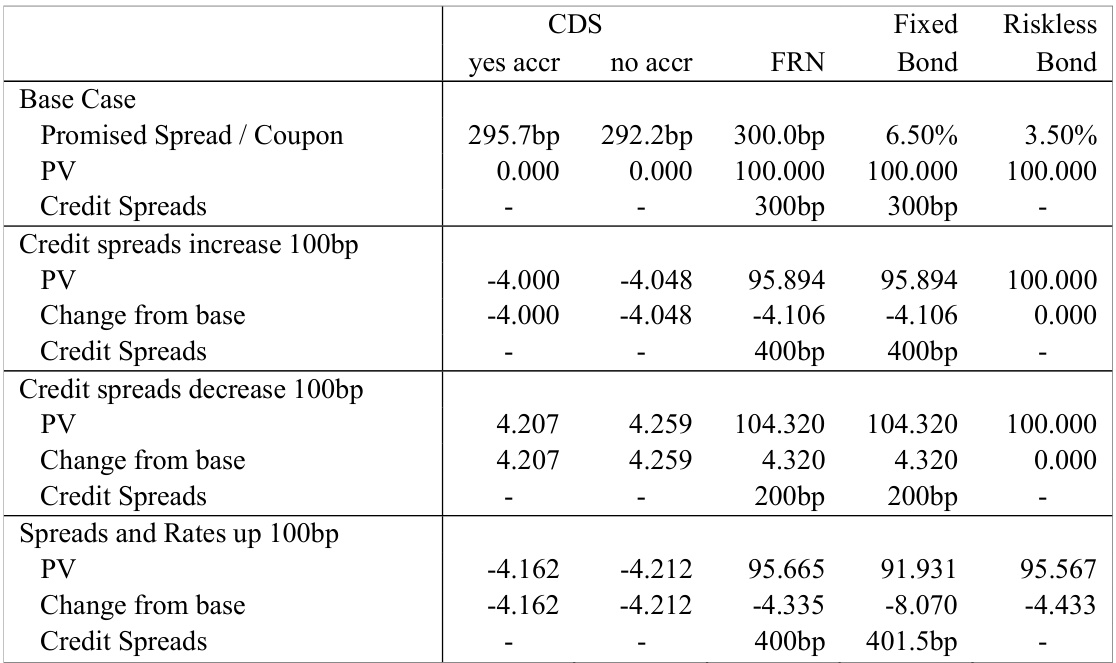 CDS Fixed Riskless
yes accr no accr FRN Bond Bond
Base Case
Promised Spread / Coupon 295.7bp 292.2bp 300.0bp 6.50% 3.50%
PV 0.000 0.000 100.000 100.000 100.000
Credit Spreads - - 300bp 300bp -
Credit spreads increase 100bp
PV -4.000 -4.048 95.894 95.894 100.000
Change from base -4.000 -4.048 -4.106 -4.106 0.000
Credit Spreads - - 400bp 400bp -
Credit spreads decrease 100bp
PV 4.207 4.259 104.320 104.320 100.000
Change from base 4.207 4.259 4.320 4.320 0.000
Credit Spreads - - 200bp 200bp -
Spreads and Rates up 100bp
PV -4.162 -4.212 95.665 91.931 95.567
Change from base -4.162 -4.212 -4.335 -8.070 -4.433
Credit Spreads - - 400bp 401.5bp -